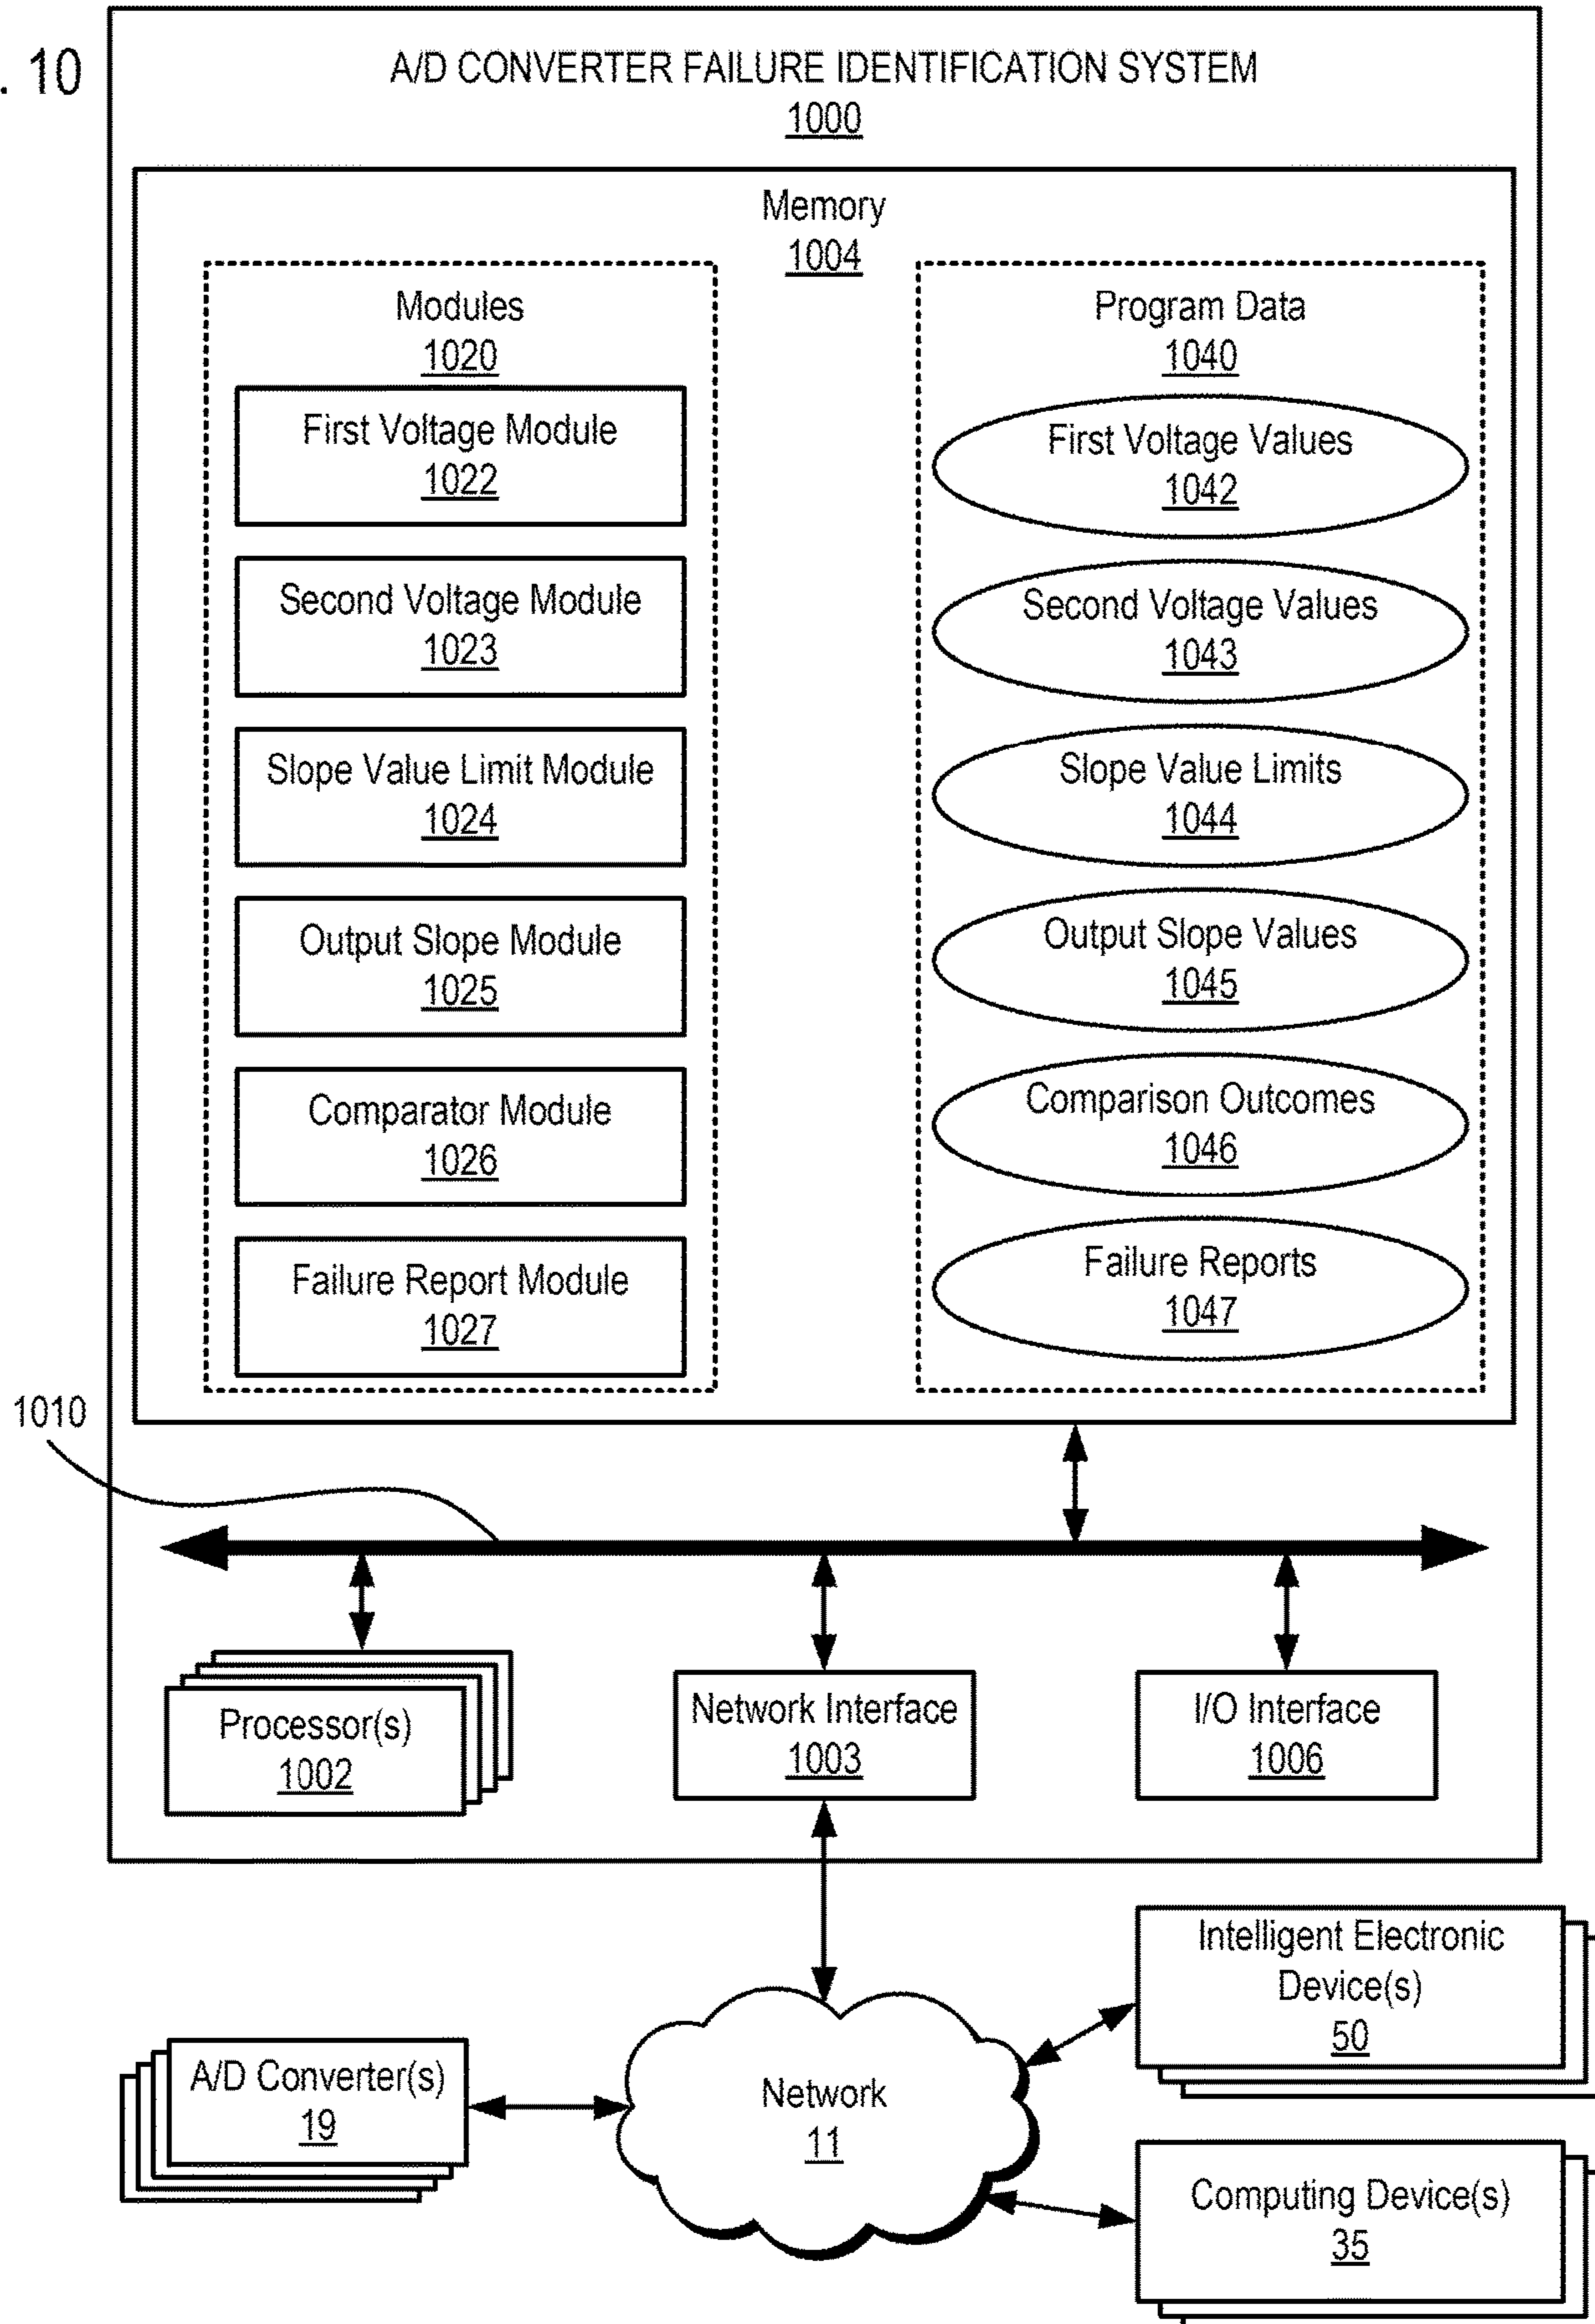 . 10
A/D CONVERTER FAILURE IDENTIFICATION SYSTEM
1000
Memory
1004
Modules
1020
First Voltage Module
1022
Second Voltage Module
1023
Slope Value Limit Module
1024
Output Slope Module
1025
Comparator Module
1026
Failure Report Module
1027
Program Data
1040
First Voltage Values
1042
Second Voltage Values
1043
Slope Value Limits
1044
Output Slope Values
1045
Comparison Outcomes
1046
Failure Reports
1047
1010
Processor(s)
1002
Network Interface
1003
I/O Interface
1006
Intelligent Electronic
Device(s)
50
A/D Converter(s)
19
Network
11
Computing Device(s)
35